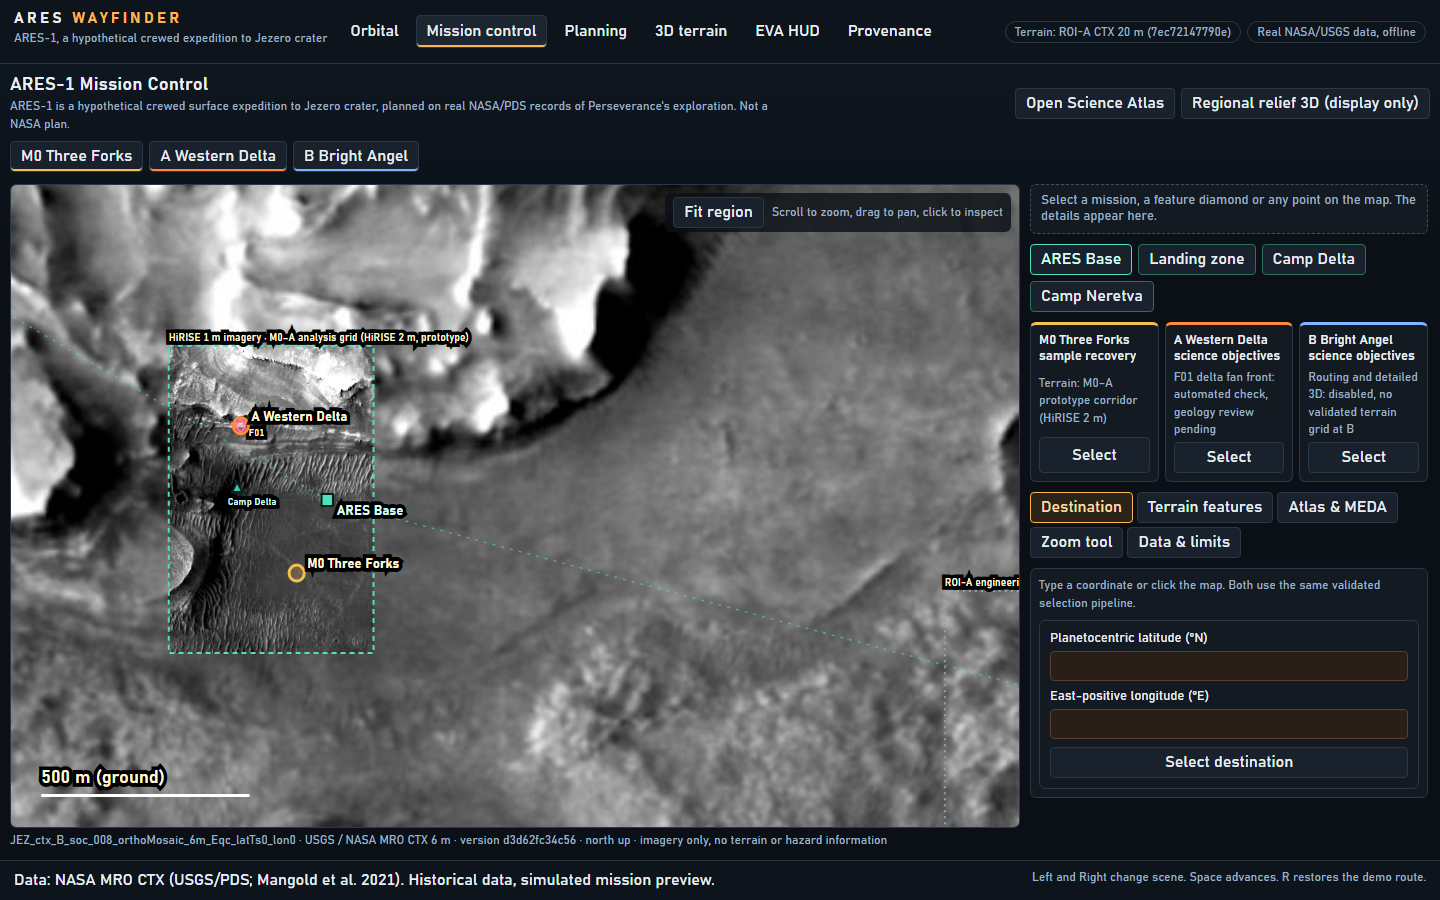 ARES WAYFINDER
ARES-1, a hypothetical crewed expedition to Jezero crater
Orbital
Mission control
Planning
3D terrain
EVA HUD
Provenance
Terrain: ROI-A CTX 20 m (7ec72147790e)
Real NASA/USGS data, offline
ARES-1 Mission Control
ARES-1 is a hypothetical crewed surface expedition to Jezero crater, planned on real NASA/PDS records of Perseverance's exploration. Not a
NASA plan.
Open Science Atlas
Regional relief 3D (display only)
M0 Three Forks
A Western Delta
B Bright Angel
Fit region
Scroll to zoom, drag to pan, click to inspect
HiRISE 1 m imagery · M0-A analysis grid (HiRISE 2 m, prototype)
A Western Delta
F01
Camp Delta
ARES Base
M0 Three Forks
ROI-A engineeri
500 m (ground)
JEZ_ctx_B_soc_008_orthoMosaic_6m_Eqc_latTs0_lon0 · USGS / NASA MRO CTX 6 m · version d3d62fc34c56 · north up · imagery only, no terrain or hazard information
Select a mission, a feature diamond or any point on the map. The
details appear here.
ARES Base
Landing zone
Camp Delta
Camp Neretva
M0 Three Forks
sample recovery
Terrain: M0-A
prototype corridor
(HiRISE 2 m)
Select
A Western Delta
science objectives
F01 delta fan front:
automated check,
geology review
pending
Select
B Bright Angel
science objectives
Routing and detailed
3D: disabled, no
validated terrain
grid at B
Select
Destination
Terrain features
Atlas & MEDA
Zoom tool
Data & limits
Type a coordinate or click the map. Both use the same validated
selection pipeline.
Planetocentric latitude (°N)
East-positive longitude (°E)
Select destination
Data: NASA MRO CTX (USGS/PDS; Mangold et al. 2021). Historical data, simulated mission preview.
Left and Right change scene. Space advances. R restores the demo route.